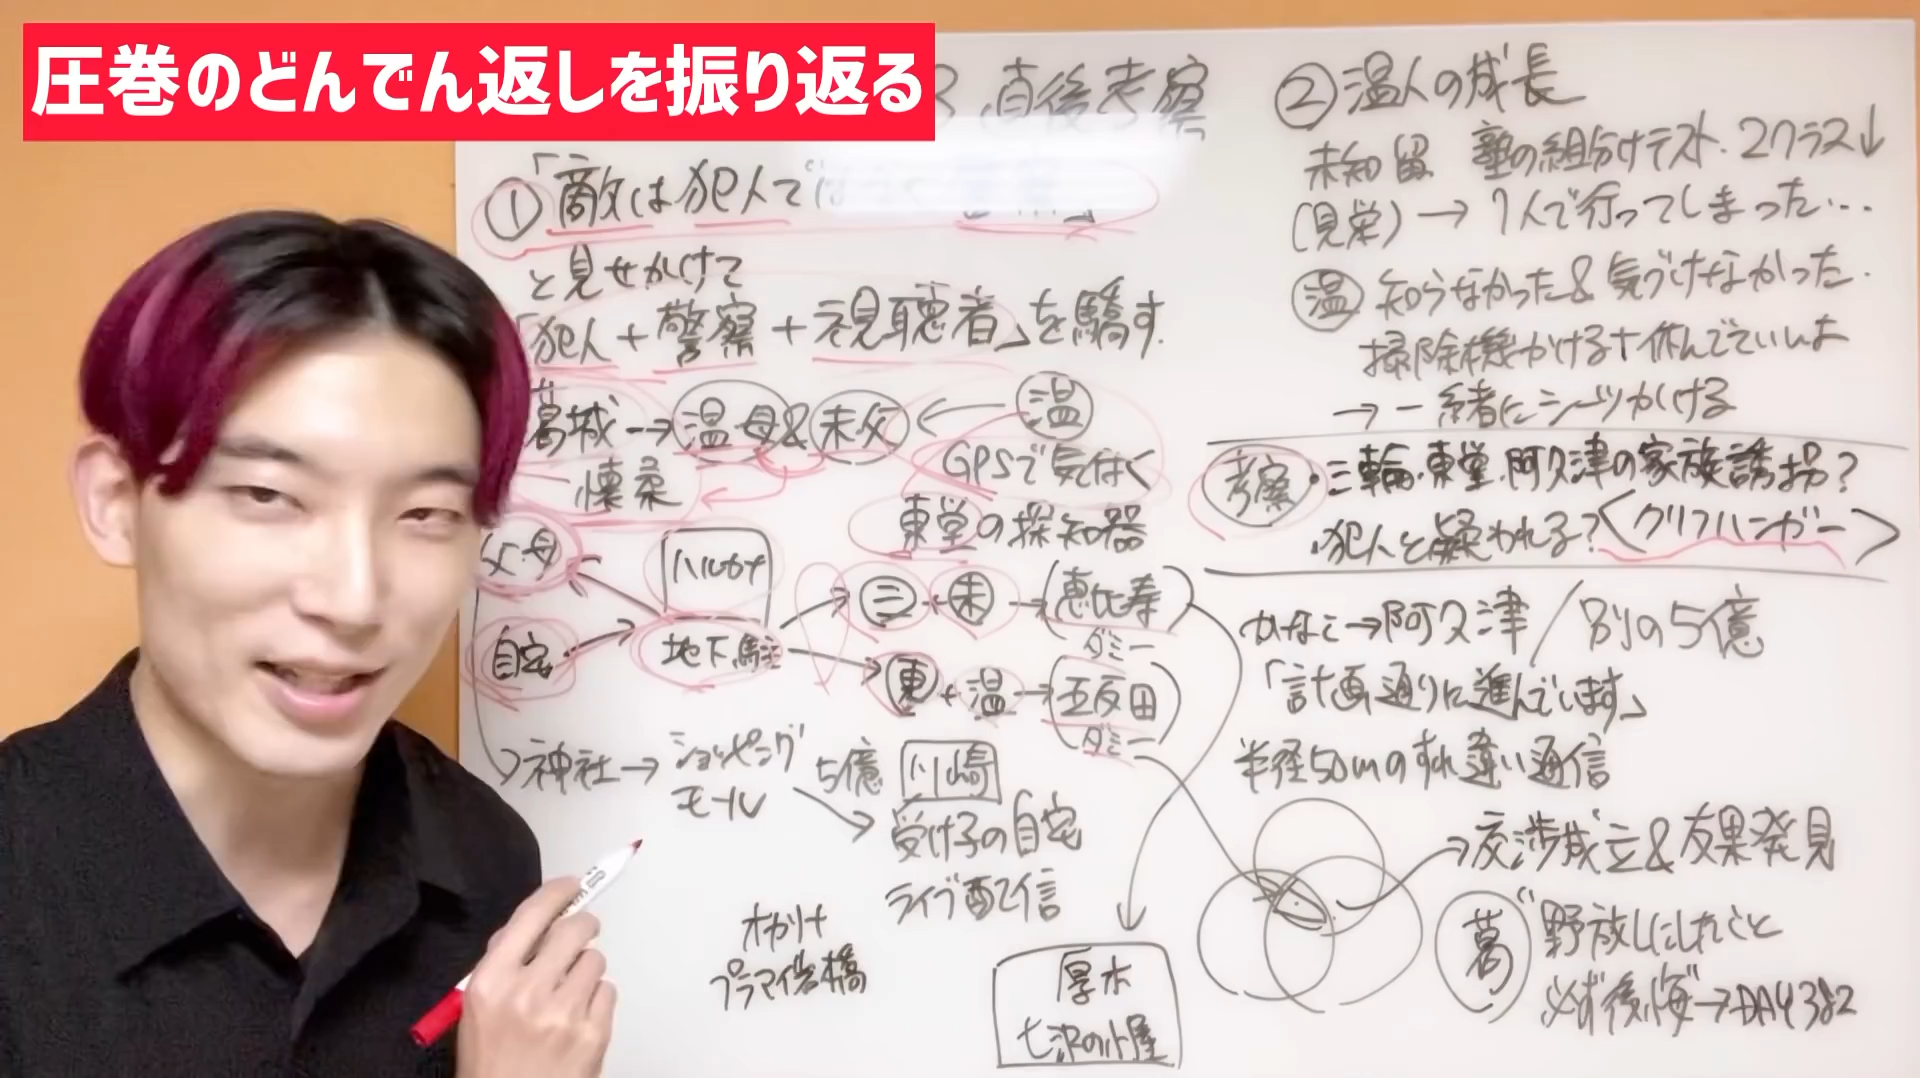 圧巻のどんでん返しを振り返る
直後考察
①「敵は犯人で
と見せかけて
「犯人+警察+視聴者」を騙す.
葛城→温母&未父←温
懐柔
GPSで気付く
東堂の探知器
父・母
ハルカナ
自宅
地下駐
三・未→(恵比寿)
ダミー
東+温→(五反田)
ダミー
神社→ショッピングモール
5億 川崎
受け子の自宅
ライブ配信
オカリナ
厚木
七沢の小屋
②温人の成長
未知留 塾の組分けテスト.2クラス↓
(見栄)→1人で行ってしまった...
温 知らなかった&気づけなかった.
掃除機かける+休んでていいよ
→一緒にシーツかける
考察・三輪・東堂・阿久津の家族誘拐?
・犯人と疑われる?<クリフハンガー>
かなこ→阿久津/別の5億
「計画通りに進んでいます」
半径50mのすれ違い通信
→交渉成立&友果発見
葛"野放しにしれこと
必ず後悔"→DAY382